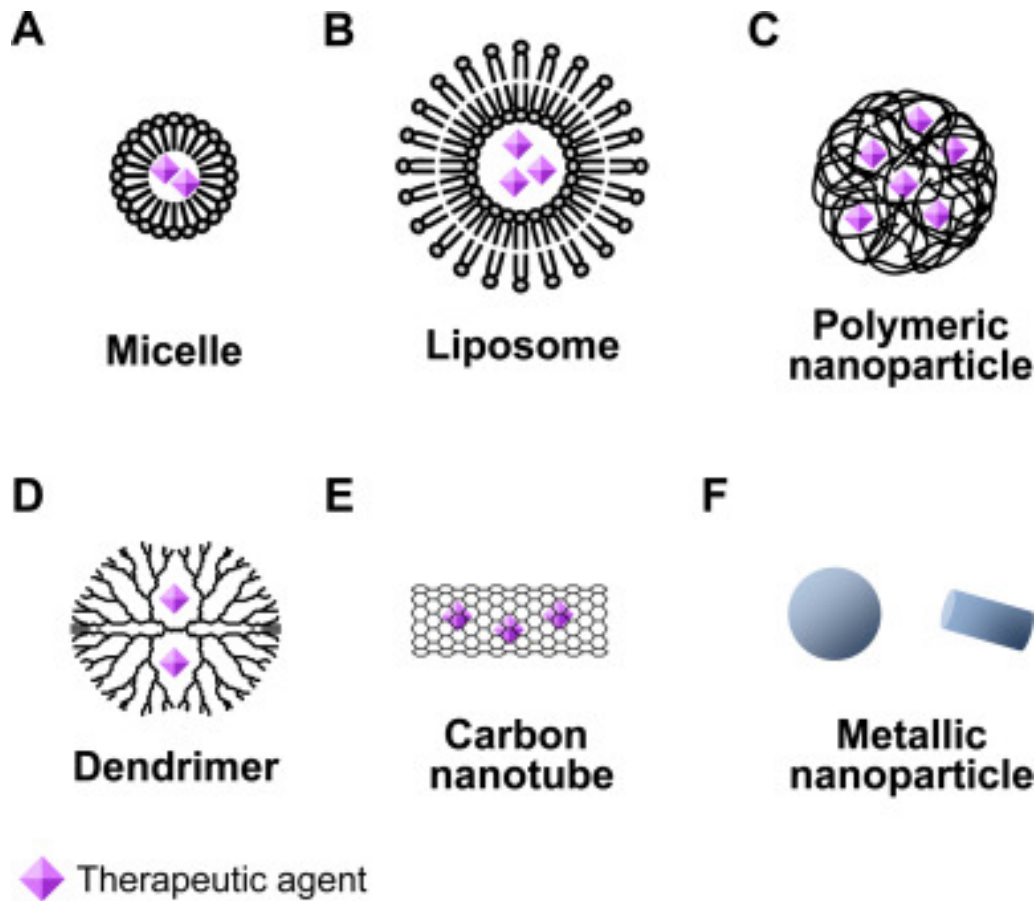 A
B
C
Micelle
Liposome
Polymeric
nanoparticle
D
E
F
Dendrimer
Carbon
nanotube
Metallic
nanoparticle
Therapeutic agent